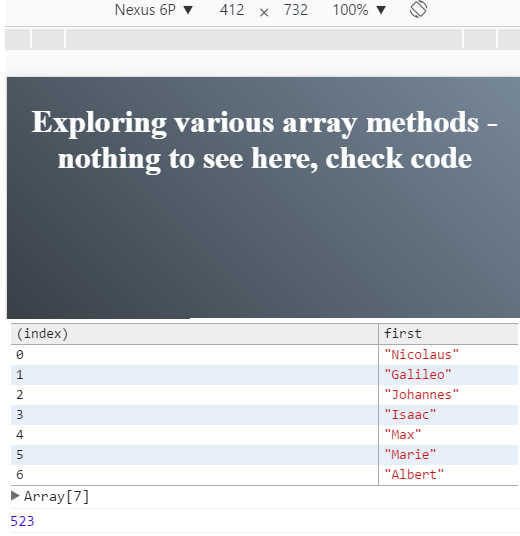 Nexus 6P ▼ 412 × 732 100% ▼
Exploring various array methods -
nothing to see here, check code
(index) first
0 "Nicolaus"
1 "Galileo"
2 "Johannes"
3 "Isaac"
4 "Max"
5 "Marie"
6 "Albert"
▶ Array[7]
523